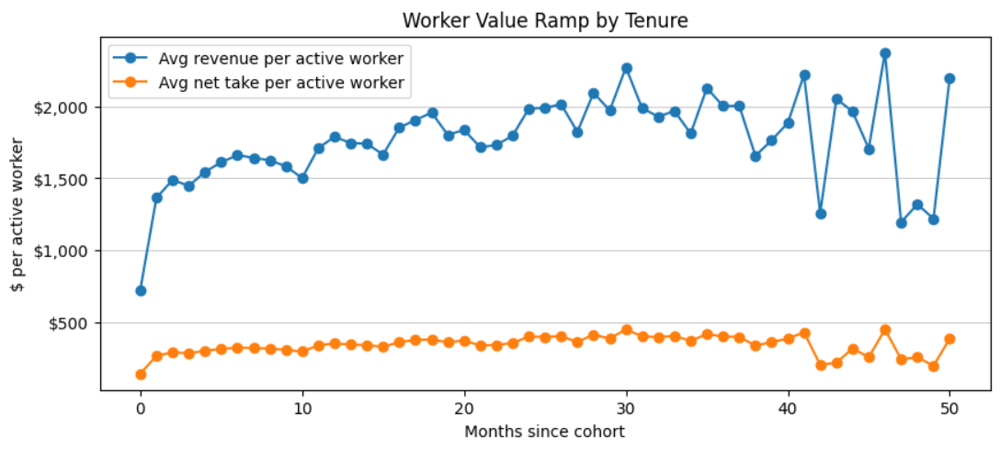 Worker Value Ramp by Tenure
Avg revenue per active worker
Avg net take per active worker
$ per active worker
$2,000
$1,500
$1,000
$500
0 10 20 30 40 50
Months since cohort